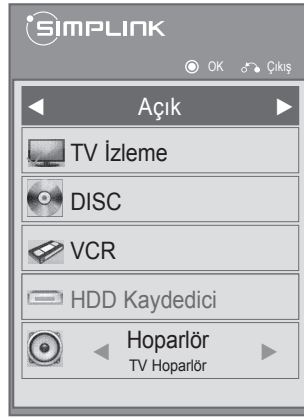 SIMPLINK
OK Çıkış
Açık
TV İzleme
DISC
VCR
HDD Kaydedici
Hoparlör
TV Hoparlör